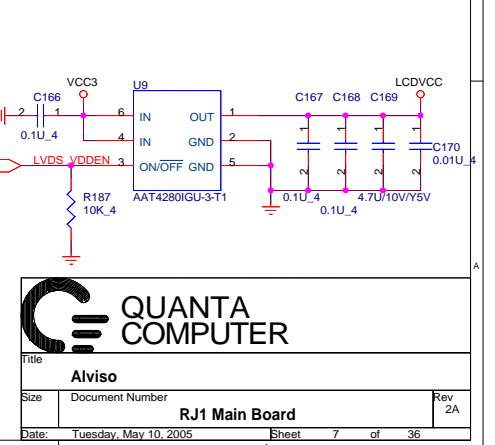 VCC3
LCDVCC
C166
U9
C167 C168 C169
2 1
6 IN OUT 1
0.1U_4
4 IN GND 2
1 1 1 1
C170
0.01U_4
LVDS_VDDEN 3 ON/OFF GND 5
2 2 2 2
R187
10K_4
AAT4280IGU-3-T1
0.1U_4
4.7U/10V/Y5V
0.1U_4
A
QUANTA
COMPUTER
Title
Alviso
Size Document Number Rev
RJ1 Main Board 2A
Date: Tuesday, May 10, 2005 Sheet 7 of 36